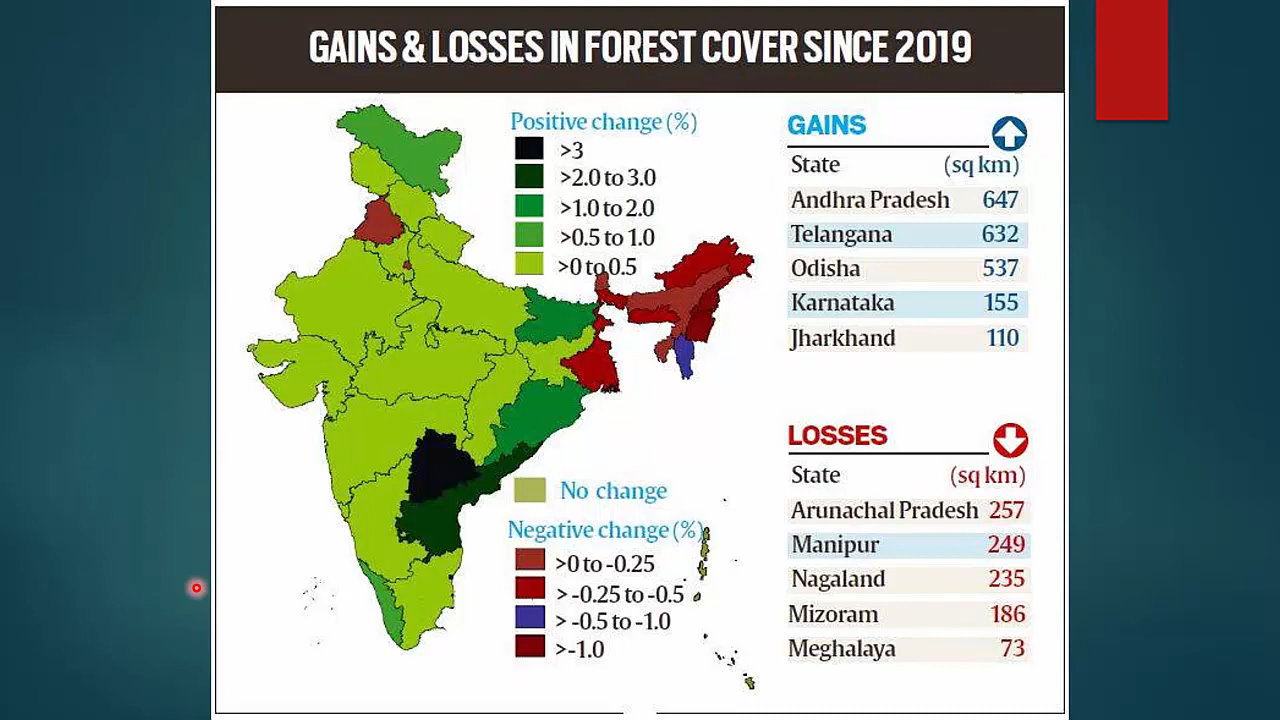 GAINS & LOSSES IN FOREST COVER SINCE 2019
Positive change (%)
>3
>2.0 to 3.0
>1.0 to 2.0
>0.5 to 1.0
>0 to 0.5
No change
Negative change (%)
>0 to -0.25
> -0.25 to -0.5
> -0.5 to -1.0
>-1.0
GAINS
State (sq km)
Andhra Pradesh 647
Telangana 632
Odisha 537
Karnataka 155
Jharkhand 110
LOSSES
State (sq km)
Arunachal Pradesh 257
Manipur 249
Nagaland 235
Mizoram 186
Meghalaya 73